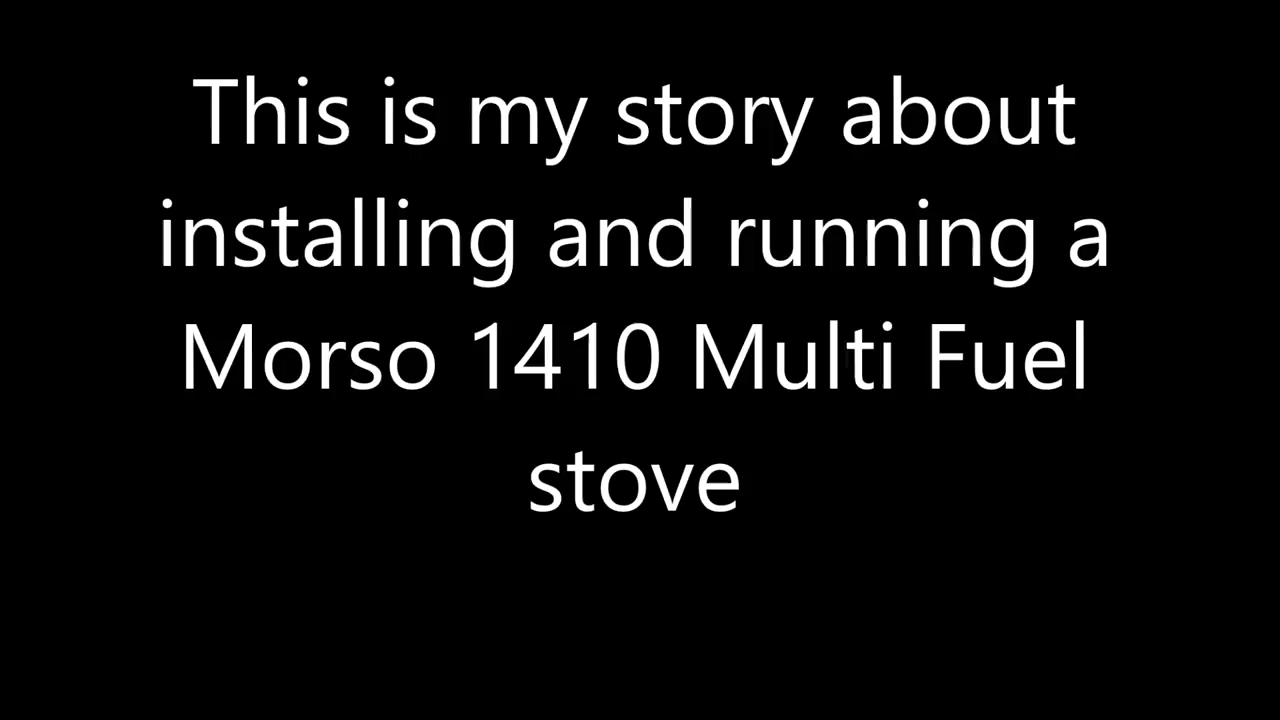 This is my story about
installing and running a
Morso 1410 Multi Fuel
stove